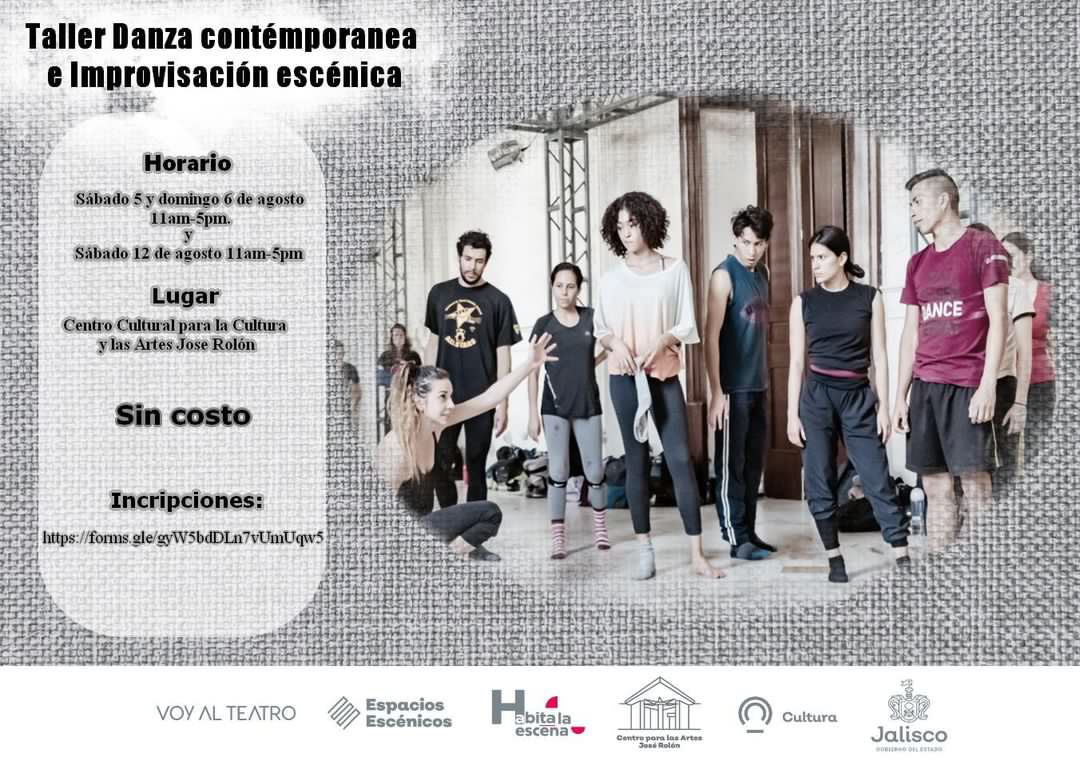 Taller Danza contémporanea
e Improvisación escénica
Horario
Sábado 5 y domingo 6 de agosto
11am-5pm.
y
Sábado 12 de agosto 11am-5pm
Lugar
Centro Cultural para la Cultura
y las Artes Jose Rolón
Sin costo
Incripciones:
https://forms.gle/gyW5bdDLn7vUmUqw5
DANCE
VOY AL TEATRO
Espacios
Escénicos
Habita la
escena
Centro para las Artes
José Rolón
Cultura
Jalisco
GOBIERNO DEL ESTADO